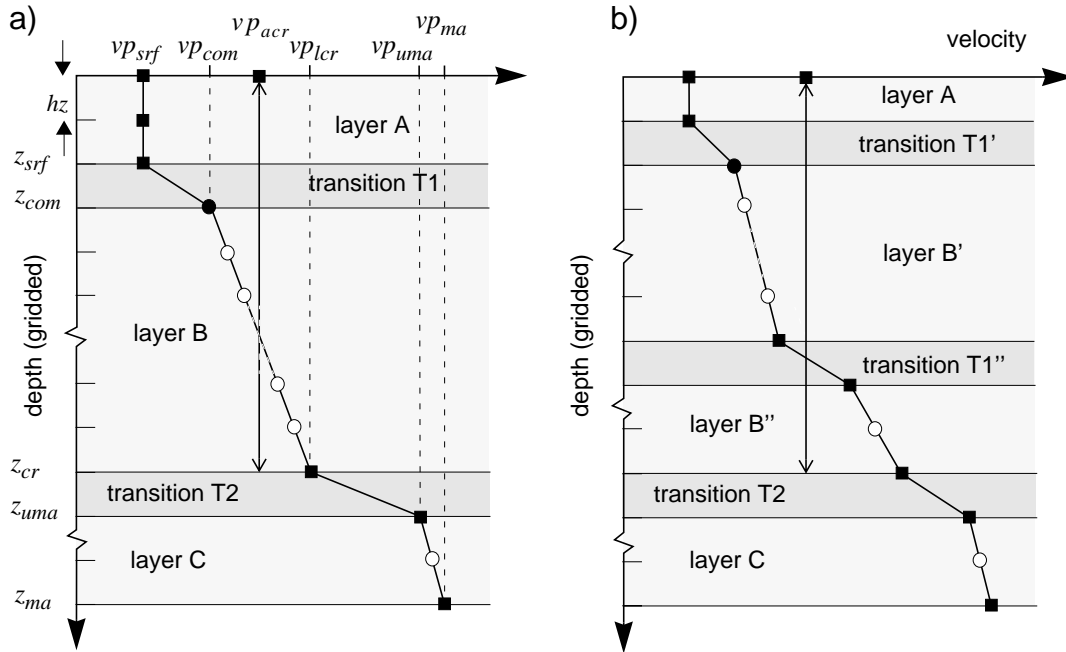 a)
vp_srf vp_com vp_acr vp_lcr vp_uma vp_ma
hz
layer A
z_srf
transition T1
z_com
depth (gridded)
layer B
z_cr
transition T2
z_uma
layer C
z_ma
b)
velocity
layer A
transition T1’
layer B’
depth (gridded)
transition T1’’
layer B’’
transition T2
layer C